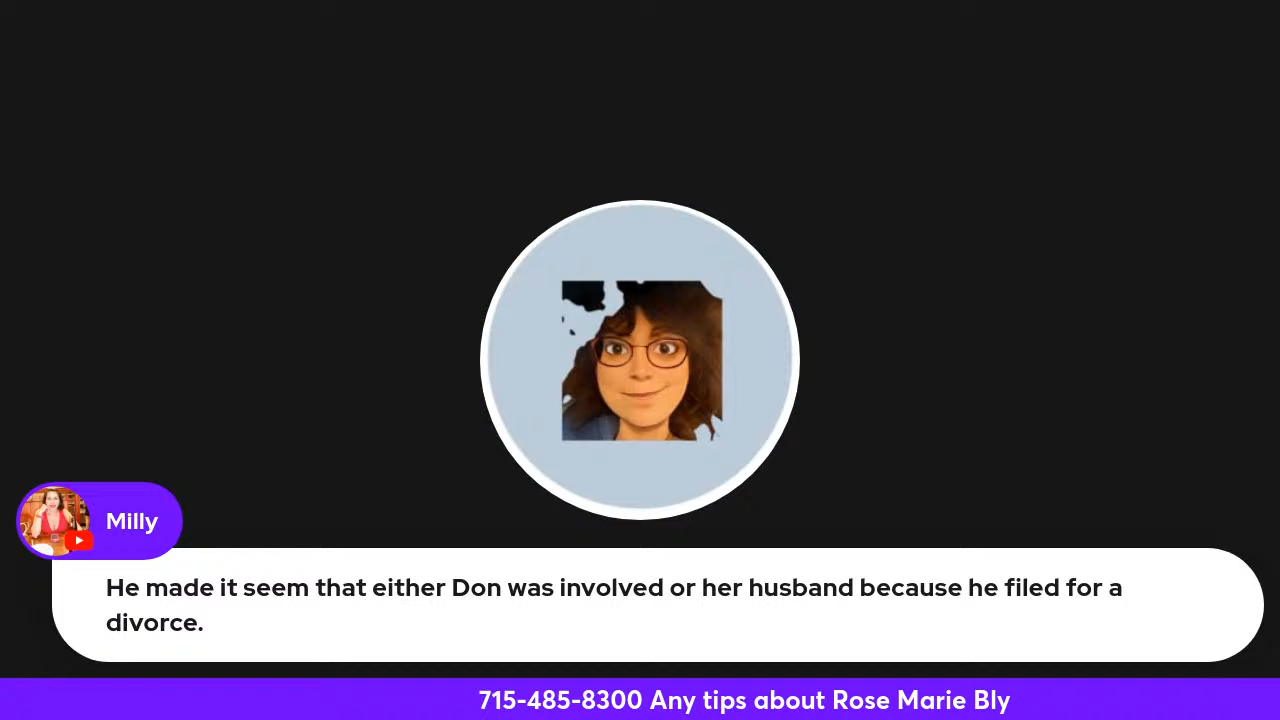 Milly
He made it seem that either Don was involved or her husband because he filed for a
divorce.
715-485-8300 Any tips about Rose Marie Bly